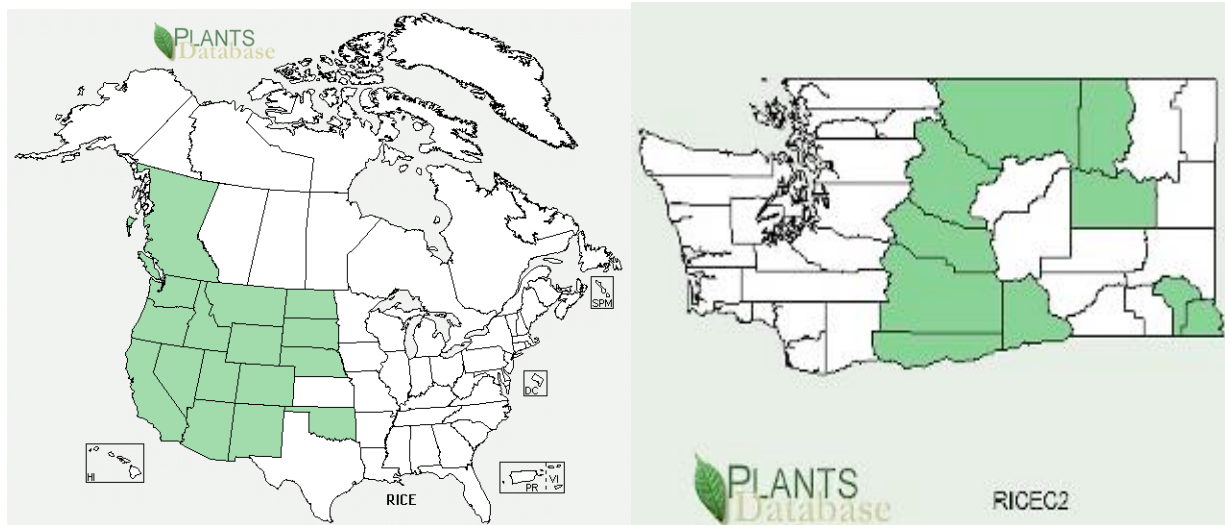 PLANTS
Database
SPM
DC
HI
PR
VI
RICE
PLANTS
Database
RICEC2